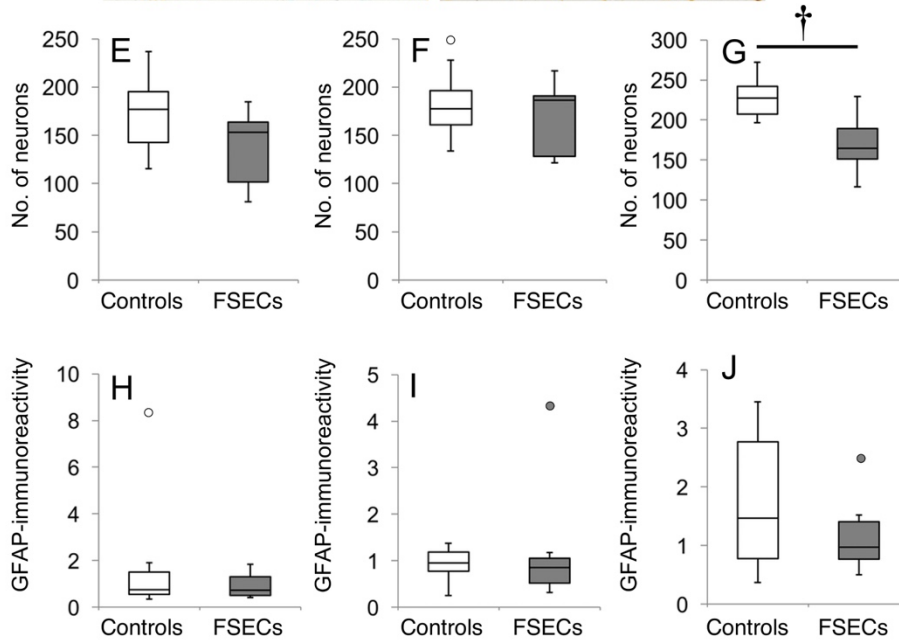 E
No. of neurons
250
200
150
100
50
0
Controls FSECs
F
No. of neurons
250
200
150
100
50
0
Controls FSECs
G
†
No. of neurons
300
250
200
150
100
50
0
Controls FSECs
H
GFAP-immunoreactivity
10
8
6
4
2
0
Controls FSECs
I
GFAP-immunoreactivity
5
4
3
2
1
0
Controls FSECs
J
GFAP-immunoreactivity
4
3
2
1
0
Controls FSECs